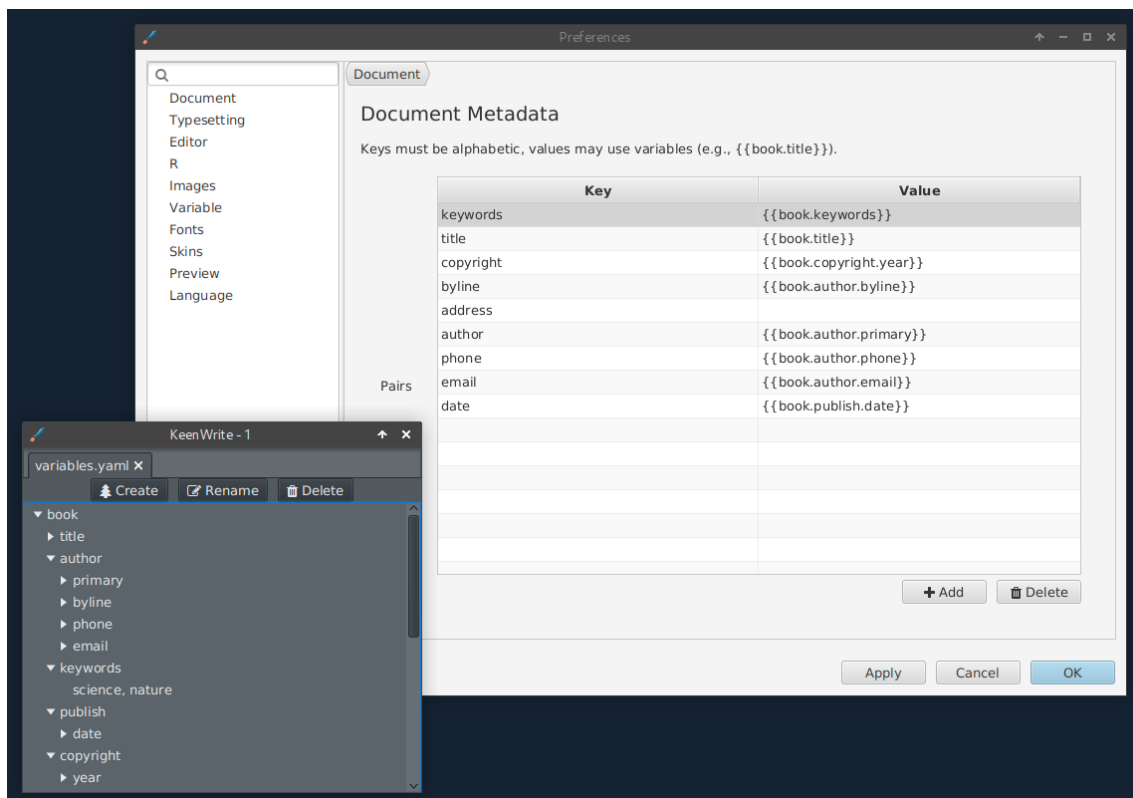 Preferences
Document
Typesetting
Editor
R
Images
Variable
Fonts
Skins
Preview
Language
Document
Document Metadata
Keys must be alphabetic, values may use variables (e.g., {{book.title}}).
Pairs
Key Value
keywords {{book.keywords}}
title {{book.title}}
copyright {{book.copyright.year}}
byline {{book.author.byline}}
address
author {{book.author.primary}}
phone {{book.author.phone}}
email {{book.author.email}}
date {{book.publish.date}}
Add Delete
Apply Cancel OK
KeenWrite - 1
variables.yaml
Create Rename Delete
book
title
author
primary
byline
phone
email
keywords
science, nature
publish
date
copyright
year